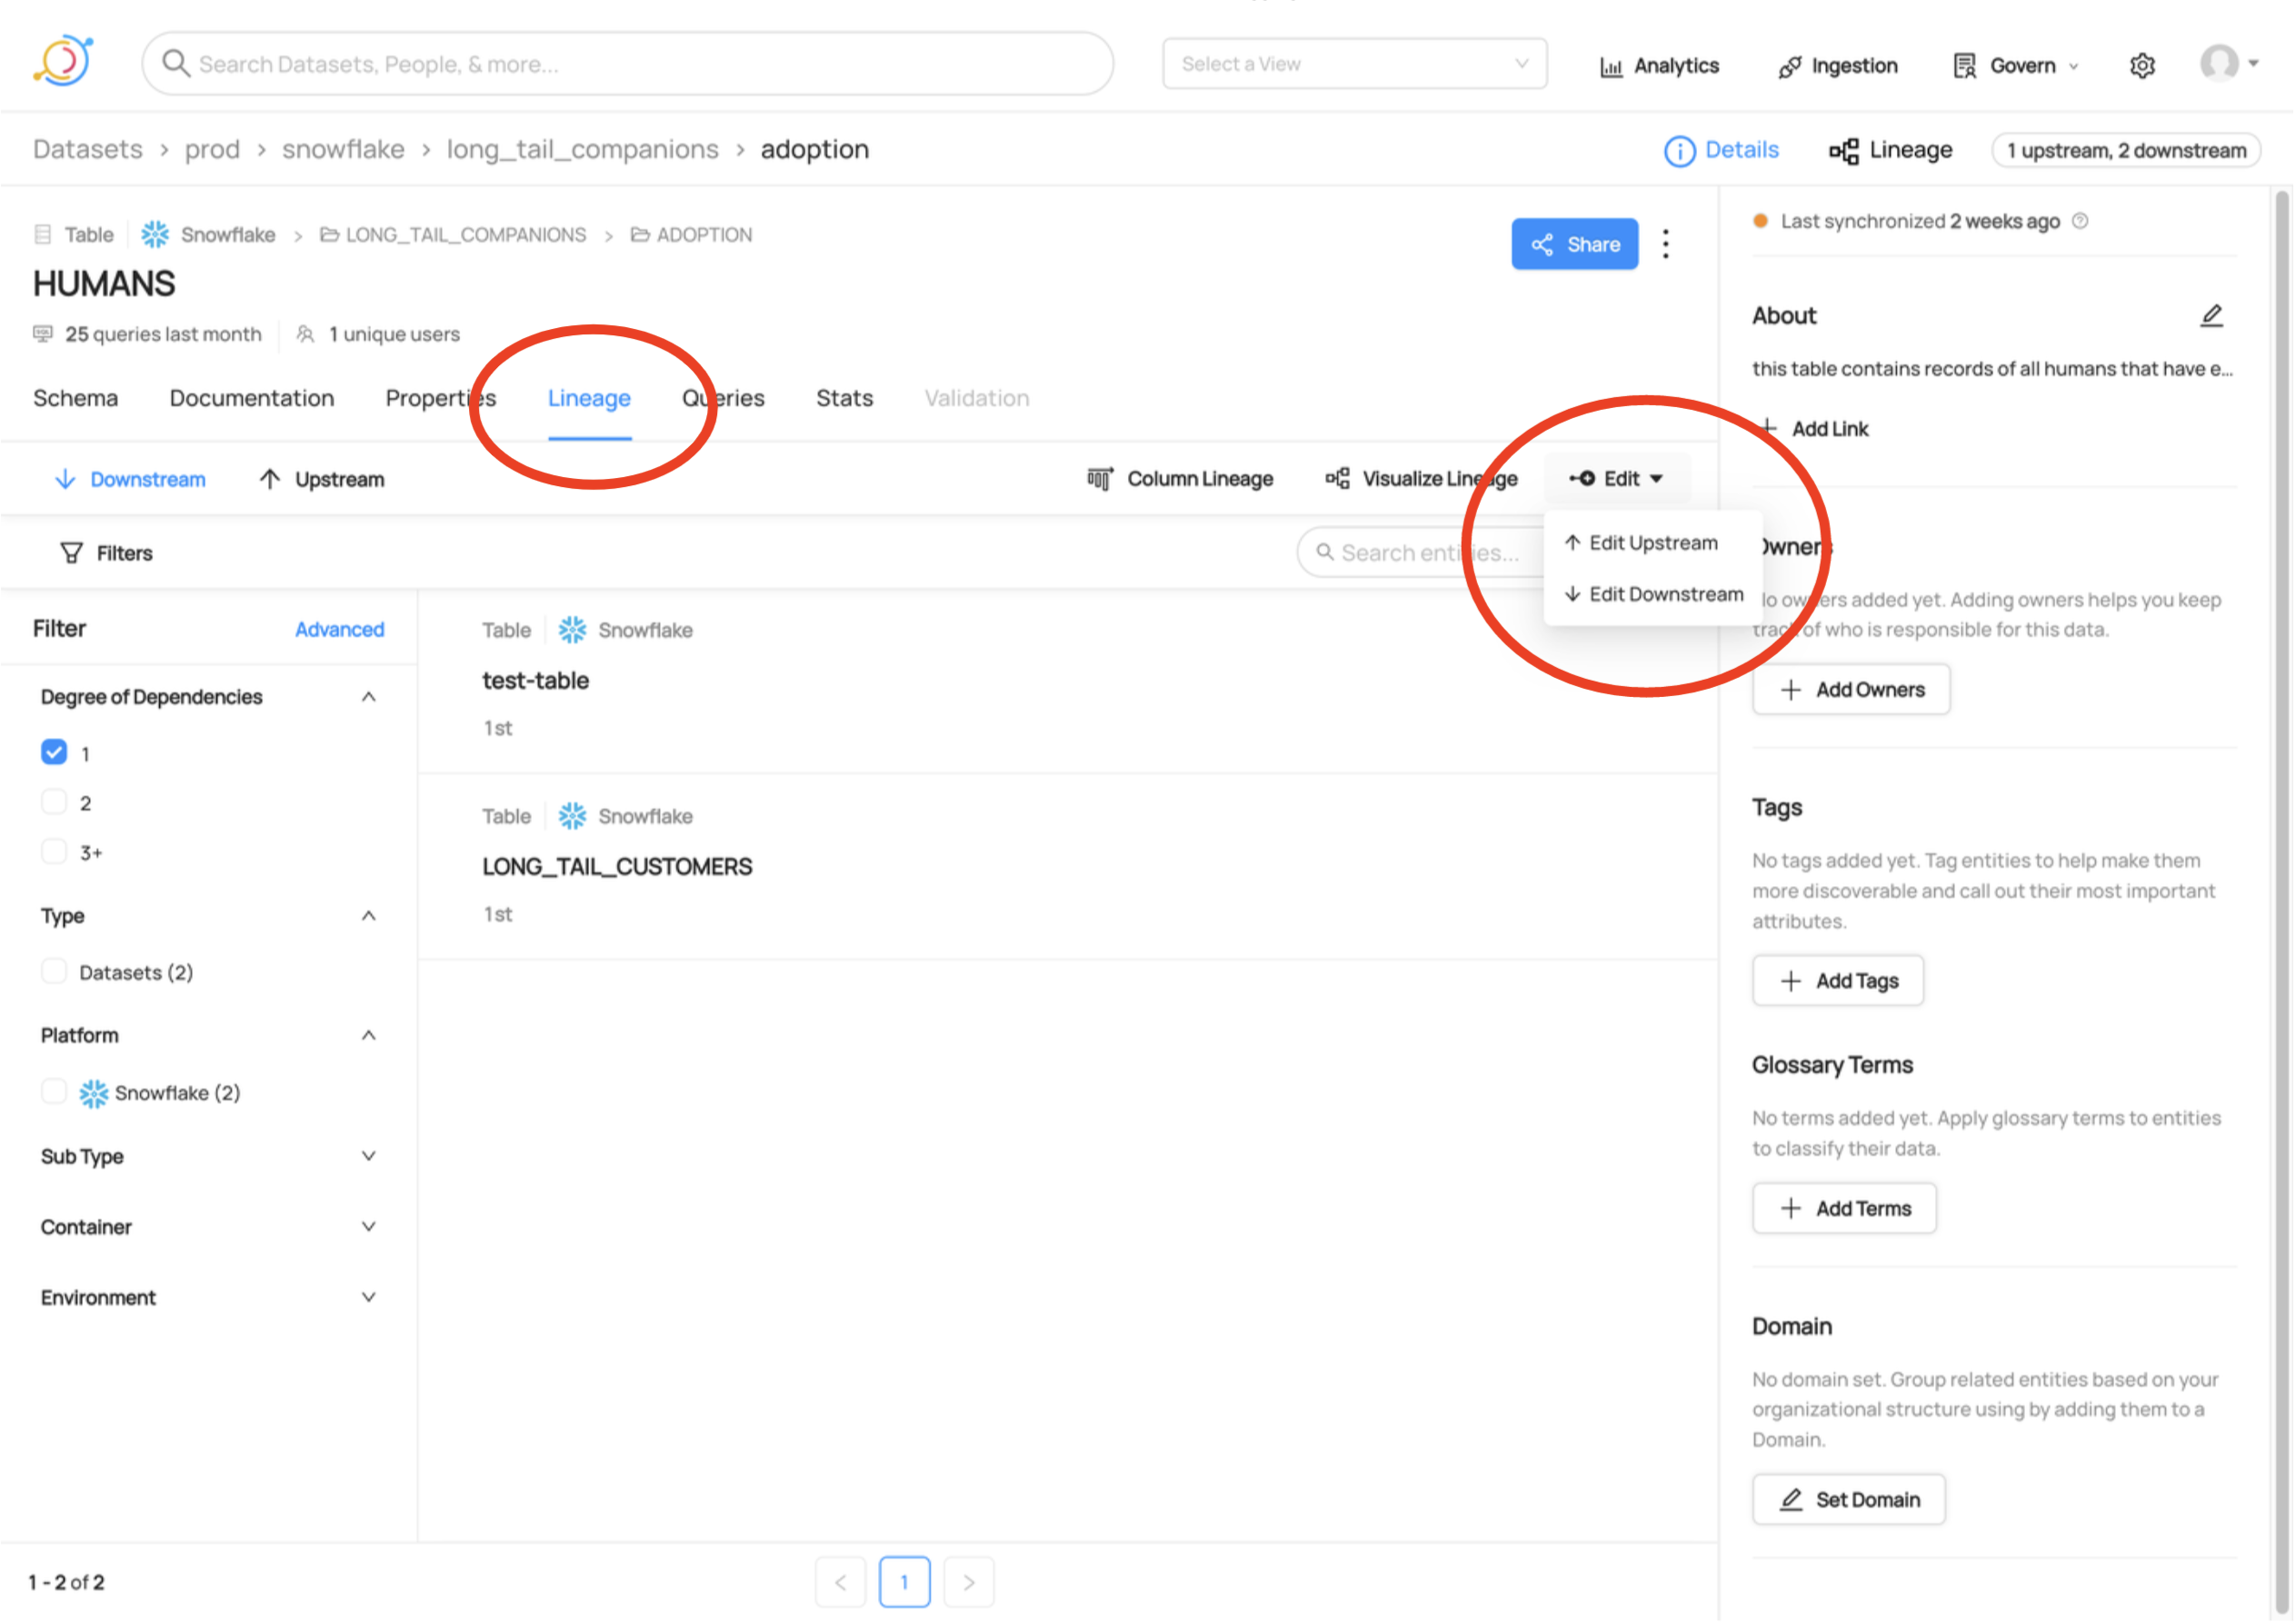 Search Datasets, People, & more...
Select a View
Analytics
Ingestion
Govern
Datasets > prod > snowflake > long_tail_companions > adoption
Details
Lineage
1 upstream, 2 downstream
Table
Snowflake > LONG_TAIL_COMPANIONS > ADOPTION
Share
HUMANS
25 queries last month
1 unique users
Schema
Documentation
Properties
Lineage
Queries
Stats
Validation
Downstream
Upstream
Column Lineage
Visualize Lineage
Edit
Edit Upstream
Edit Downstream
Filters
Search entities...
Filter
Advanced
Degree of Dependencies
1
2
3+
Type
Datasets (2)
Platform
Snowflake (2)
Sub Type
Container
Environment
Table
Snowflake
test-table
1st
Table
Snowflake
LONG_TAIL_CUSTOMERS
1st
1 - 2 of 2
<
1
>
Last synchronized 2 weeks ago
About
this table contains records of all humans that have e...
+ Add Link
Owners
No owners added yet. Adding owners helps you keep
track of who is responsible for this data.
+ Add Owners
Tags
No tags added yet. Tag entities to help make them
more discoverable and call out their most important
attributes.
+ Add Tags
Glossary Terms
No terms added yet. Apply glossary terms to entities
to classify their data.
+ Add Terms
Domain
No domain set. Group related entities based on your
organizational structure using by adding them to a
Domain.
Set Domain